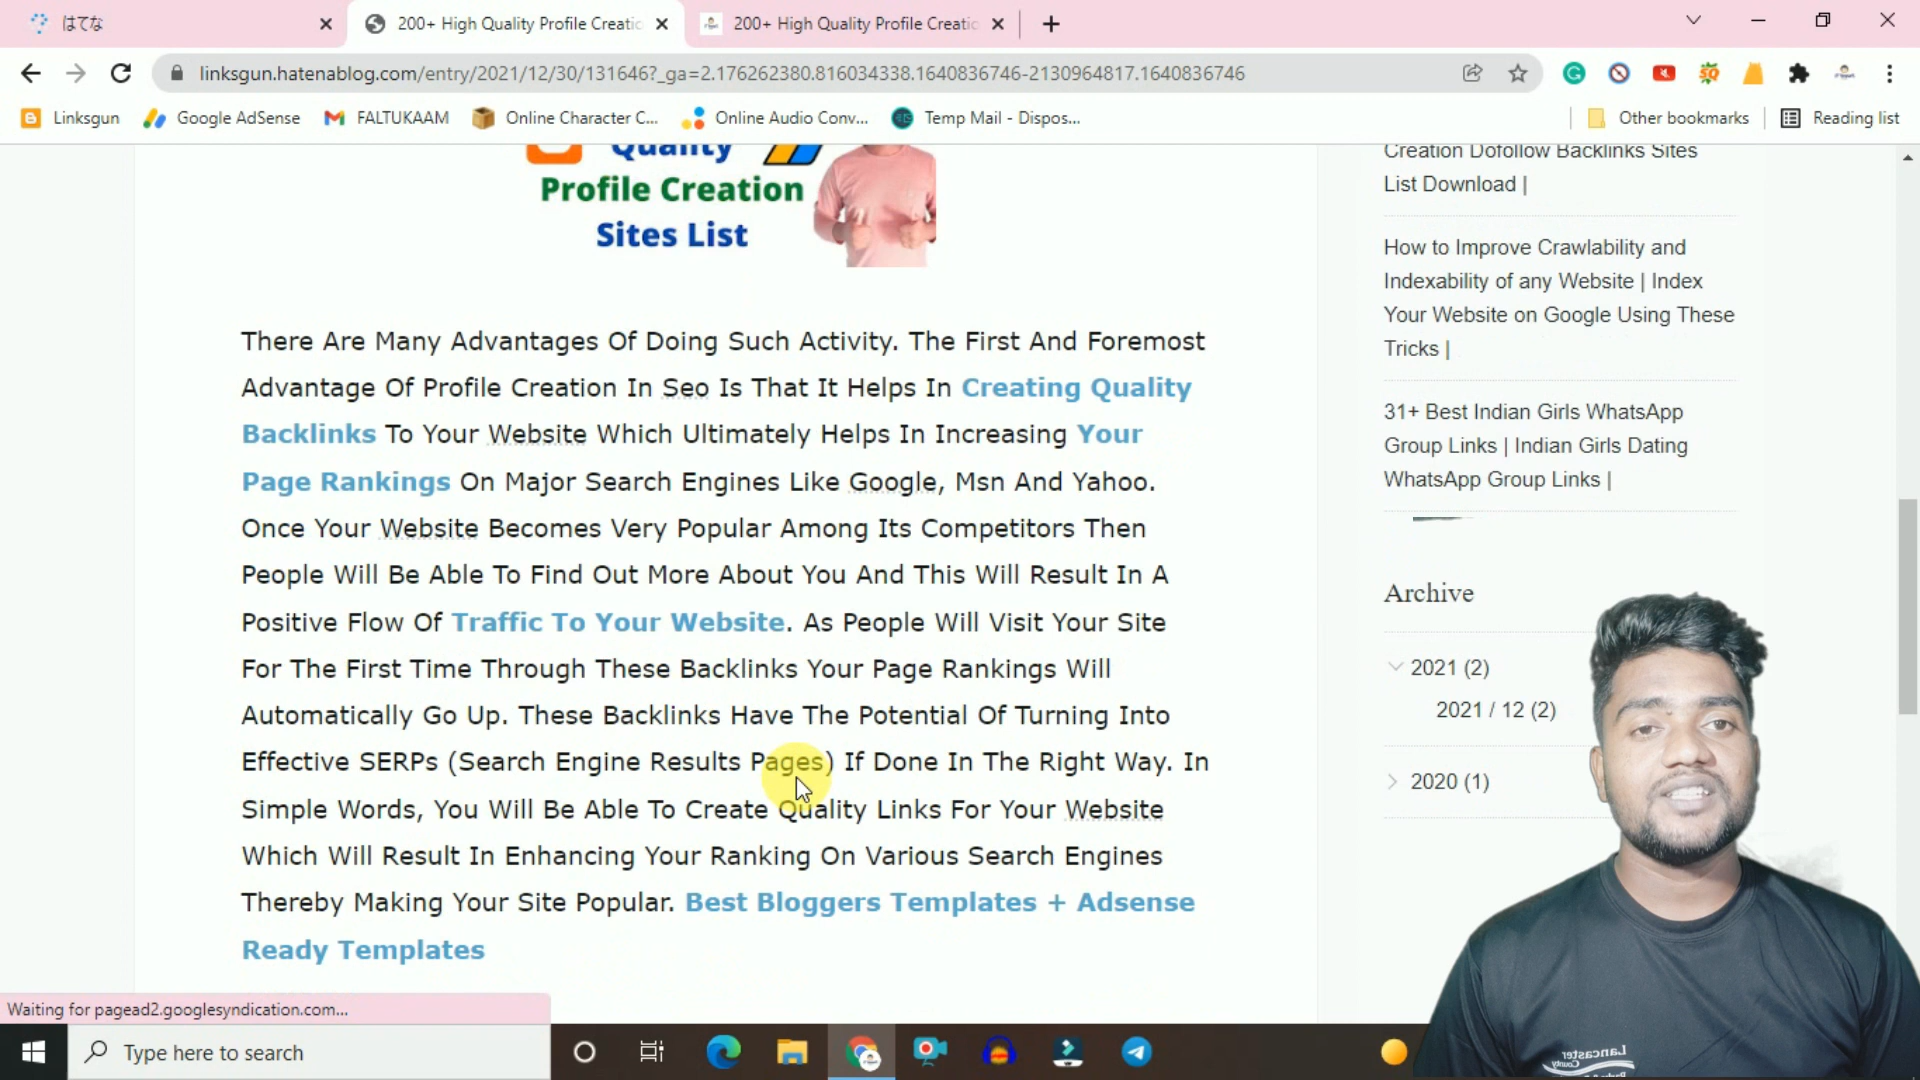 はてな
200+ High Quality Profile Creatio
200+ High Quality Profile Creatio
linksgun.hatenablog.com/entry/2021/12/30/131646?_ga=2.176262380.816034338.1640836746-2130964817.1640836746
Linksgun
Google AdSense
FALTUKAAM
Online Character C...
Online Audio Conv...
Temp Mail - Dispos...
Other bookmarks
Reading list
Quality
Profile Creation
Sites List
There Are Many Advantages Of Doing Such Activity. The First And Foremost
Advantage Of Profile Creation In Seo Is That It Helps In Creating Quality
Backlinks To Your Website Which Ultimately Helps In Increasing Your
Page Rankings On Major Search Engines Like Google, Msn And Yahoo.
Once Your Website Becomes Very Popular Among Its Competitors Then
People Will Be Able To Find Out More About You And This Will Result In A
Positive Flow Of Traffic To Your Website. As People Will Visit Your Site
For The First Time Through These Backlinks Your Page Rankings Will
Automatically Go Up. These Backlinks Have The Potential Of Turning Into
Effective SERPs (Search Engine Results Pages) If Done In The Right Way. In
Simple Words, You Will Be Able To Create Quality Links For Your Website
Which Will Result In Enhancing Your Ranking On Various Search Engines
Thereby Making Your Site Popular. Best Bloggers Templates + Adsense
Ready Templates
Creation Dofollow Backlinks Sites
List Download |
How to Improve Crawlability and
Indexability of any Website | Index
Your Website on Google Using These
Tricks |
31+ Best Indian Girls WhatsApp
Group Links | Indian Girls Dating
WhatsApp Group Links |
Archive
2021 (2)
2021 / 12 (2)
2020 (1)
Waiting for pagead2.googlesyndication.com...
Type here to search
Lancaster
County